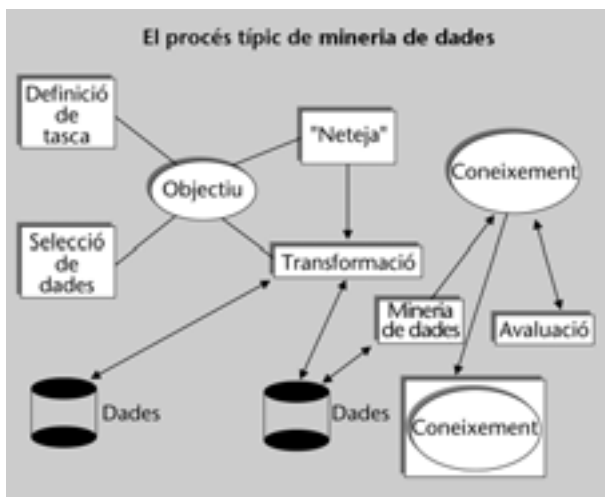 El procés típic de mineria de dades
Definició
de
tasca
"Neteja"
Coneixement
Objectiu
Selecció
de
dades
Transformació
Mineria
de dades
Avaluació
Dades
Dades
Coneixement